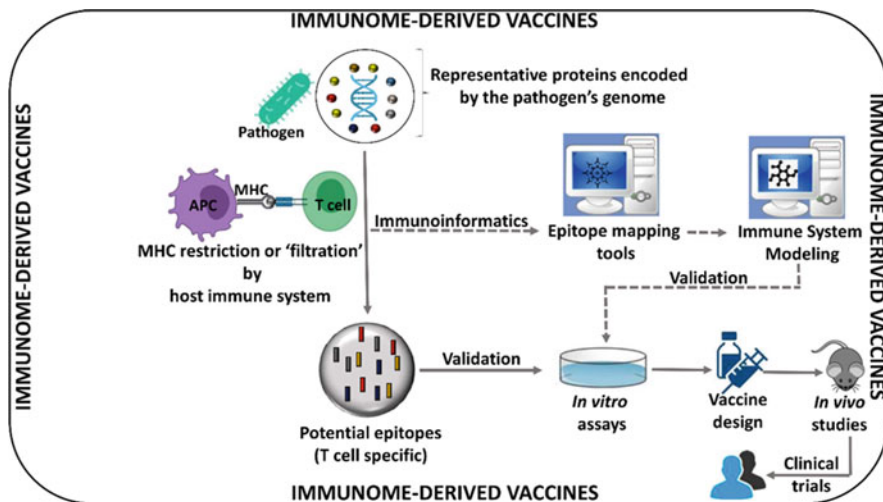 IMMUNOME-DERIVED VACCINES
Representative proteins encoded
by the pathogen's genome
Pathogen
MHC
APC
T cell
MHC restriction or ‘filtration’
by
host immune system
Immunoinformatics
Epitope mapping
tools
Immune System
Modeling
Validation
Validation
Potential epitopes
(T cell specific)
In vitro
assays
Vaccine
design
In vivo
studies
Clinical
trials
IMMUNOME-DERIVED VACCINES
IMMUNOME-DERIVED VACCINES
IMMUNOME-DERIVED VACCINES